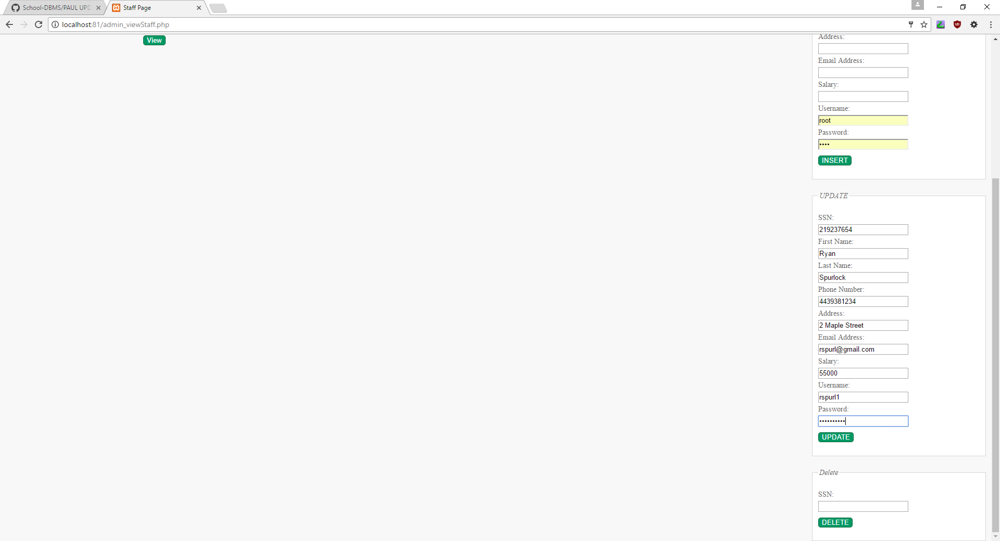 School-DBMS/PAUL UPD
Staff Page
localhost:81/admin_viewStaff.php
View
Address:
Email Address:
Salary:
Username:
root
Password:
••••
INSERT
UPDATE
SSN:
219237654
First Name:
Ryan
Last Name:
Spurlock
Phone Number:
4439381234
Address:
2 Maple Street
Email Address:
rspurl@gmail.com
Salary:
55000
Username:
rspurl1
Password:
••••••••••
UPDATE
Delete
SSN:
DELETE